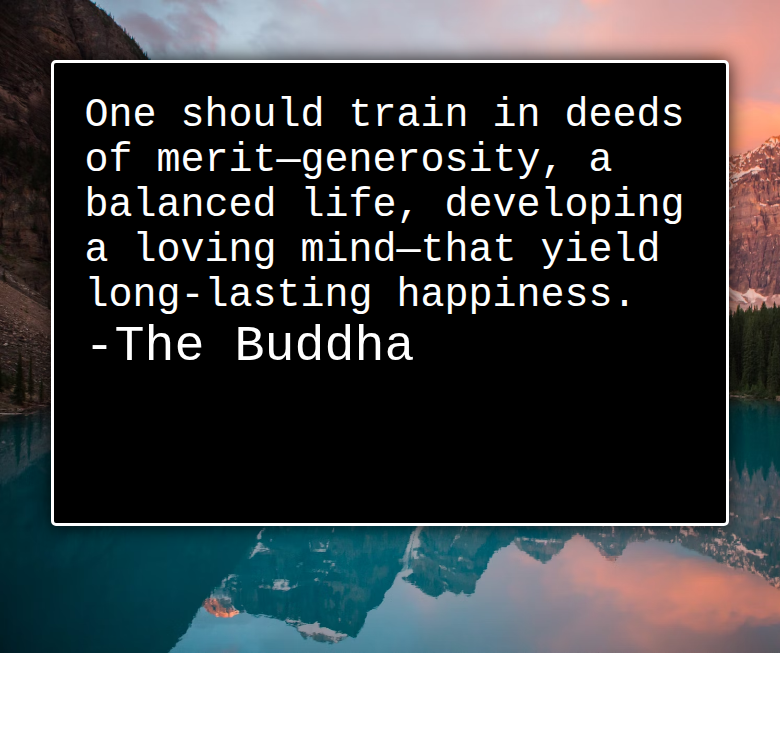 One should train in deeds
of merit—generosity, a
balanced life, developing
a loving mind—that yield
long-lasting happiness.
-The Buddha